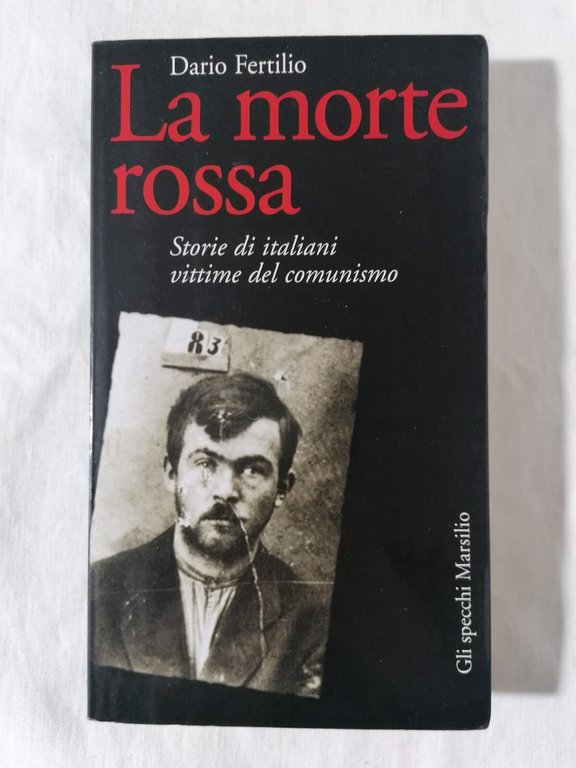 Dario Fertilio
La morte
rossa
Storie di italiani
vittime del comunismo
83
Gli specchi Marsilio